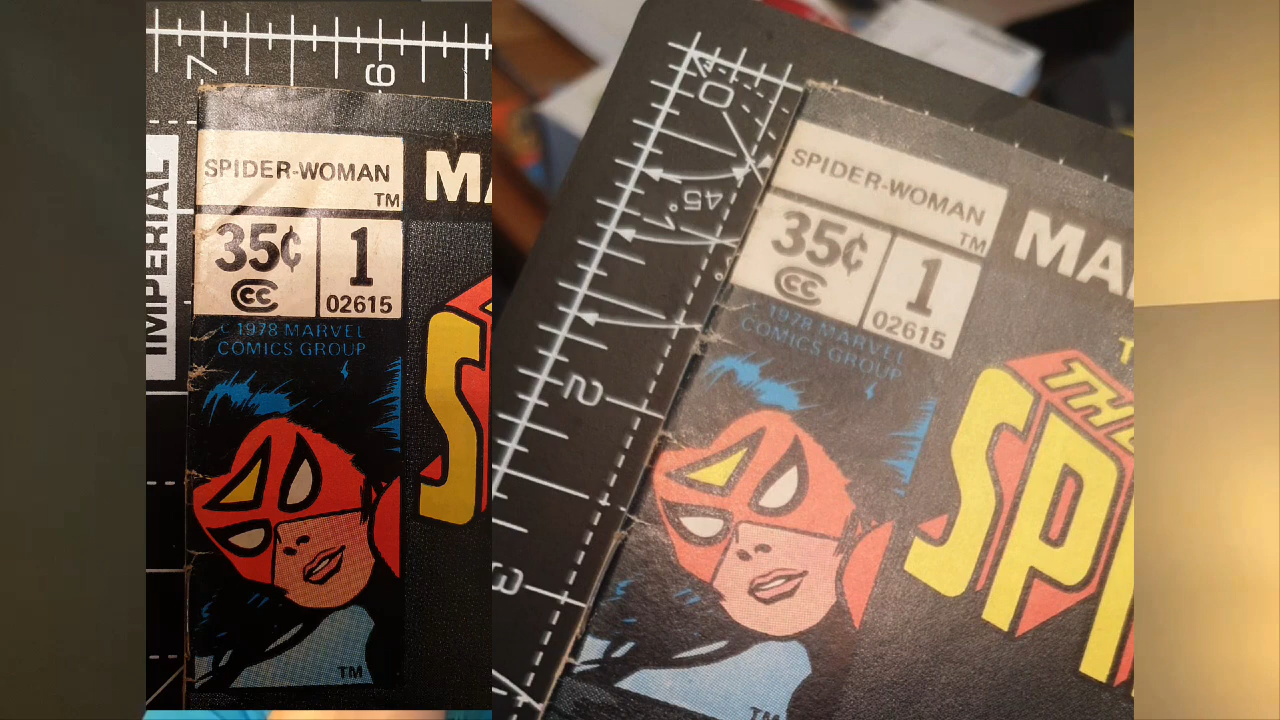 7 6
IMPERIAL
SPIDER-WOMAN
TM
35¢ 1
CC 02615
© 1978 MARVEL
COMICS GROUP
MA
S
TM
0
45°
1
2
3
SPIDER-WOMAN
TM
35¢ 1
CC 02615
1978 MARVEL
COMICS GROUP
MA
THE
SP
TM